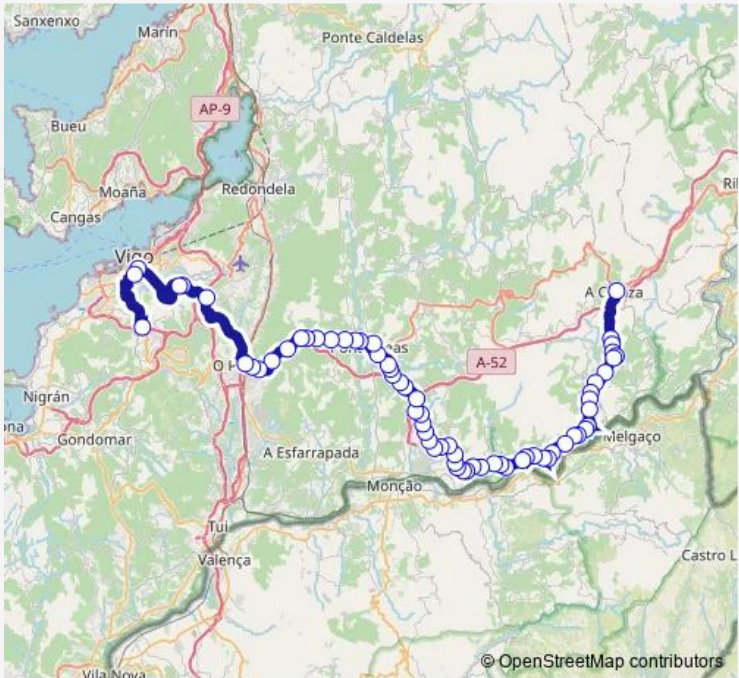 Sanxenxo
Marín
Ponte Caldelas
AP-9
Bueu
Moaña
Redondela
Cangas
Vigo
A C
za
A-52
O
Nigrán
Gondomar
A Esfarrapada
Melgaço
Monção
Tui
Valença
Castro L
Vila Nova
© OpenStreetMap contributors